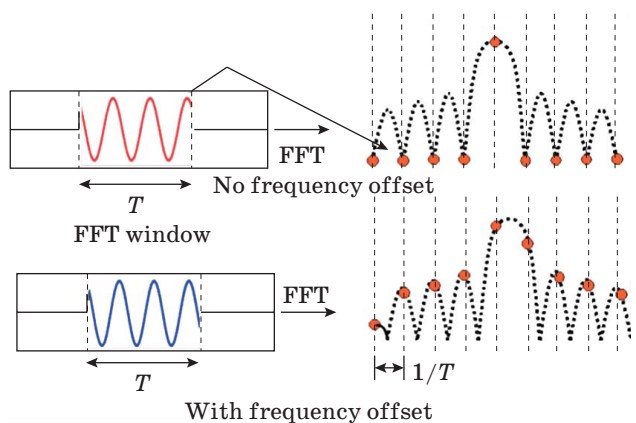 FFT
T
No frequency offset
FFT window
FFT
T
1/T
With frequency offset